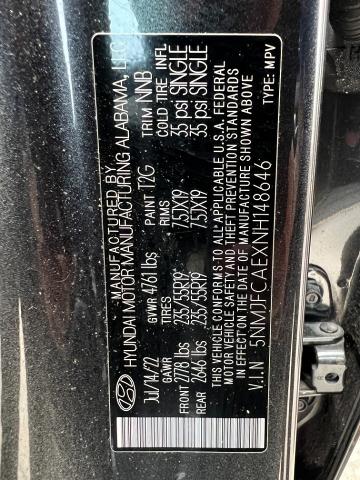 MANUFACTURED BY
HYUNDAI MOTOR MANUFACTURING ALABAMA, LLC
Jul/14/22 GVWR 4761 lbs PAINT T2G TRIM NNB
GAWR TIRES RIMS COLD TIRE INFL
FRONT 2778 lbs 235/55R19 7.5JX19 35 psi SINGLE
REAR 2646 lbs 235/55R19 7.5JX19 35 psi SINGLE
THIS VEHICLE CONFORMS TO ALL APPLICABLE U.S.A. FEDERAL
MOTOR VEHICLE SAFETY AND THEFT PREVENTION STANDARDS
IN EFFECT ON THE DATE OF MANUFACTURE SHOWN ABOVE.
V.I.N 5NMJFCAEXNH148646 TYPE: MPV